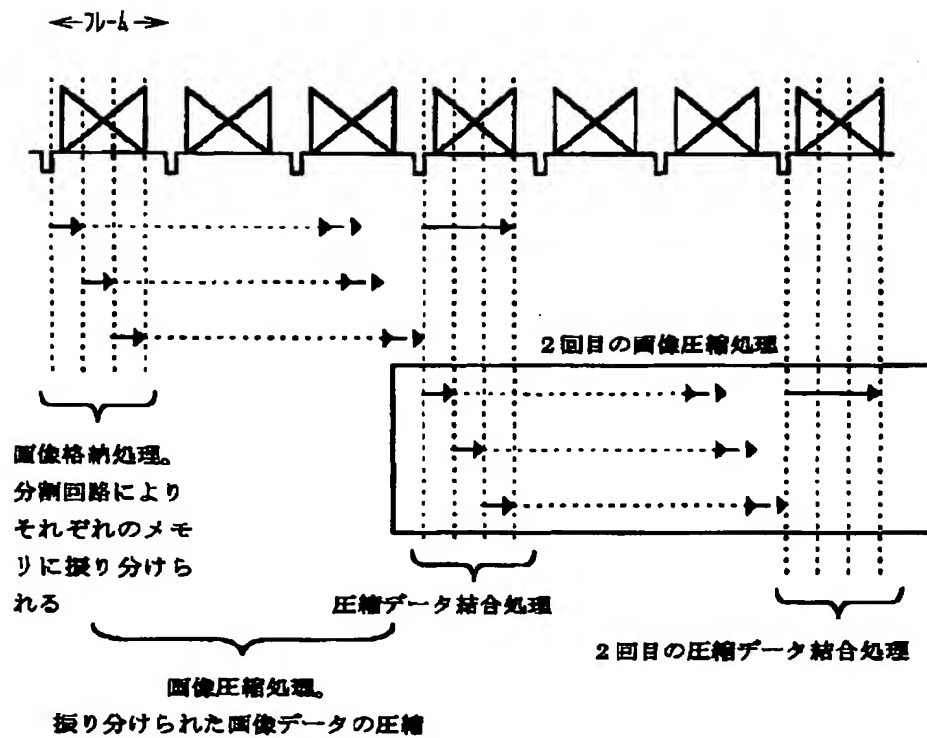 フレーム
2回目の画像圧縮処理
画像格納処理。
分割回路により
それぞれのメモ
リに振り分けら
れる
圧縮データ結合処理
2回目の圧縮データ結合処理
画像圧縮処理。
振り分けられた画像データの圧縮